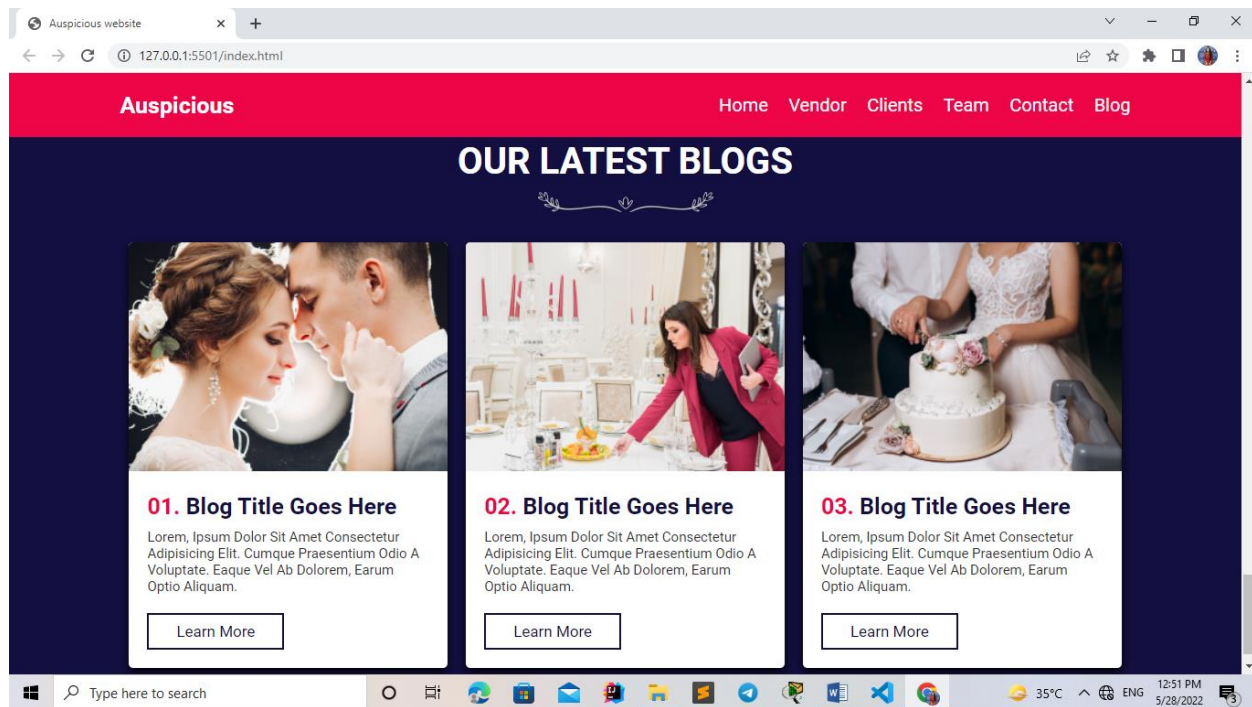 Auspicious website
127.0.0.1:5501/index.html
Auspicious
Home Vendor Clients Team Contact Blog
OUR LATEST BLOGS
01. Blog Title Goes Here
Lorem, Ipsum Dolor Sit Amet Consectetur
Adipisicing Elit. Cumque Praesentium Odio A
Voluptate. Eaque Vel Ab Dolorem, Earum
Optio Aliquam.
Learn More
02. Blog Title Goes Here
Lorem, Ipsum Dolor Sit Amet Consectetur
Adipisicing Elit. Cumque Praesentium Odio A
Voluptate. Eaque Vel Ab Dolorem, Earum
Optio Aliquam.
Learn More
03. Blog Title Goes Here
Lorem, Ipsum Dolor Sit Amet Consectetur
Adipisicing Elit. Cumque Praesentium Odio A
Voluptate. Eaque Vel Ab Dolorem, Earum
Optio Aliquam.
Learn More
Type here to search
35°C ENG
12:51 PM
5/28/2022
3